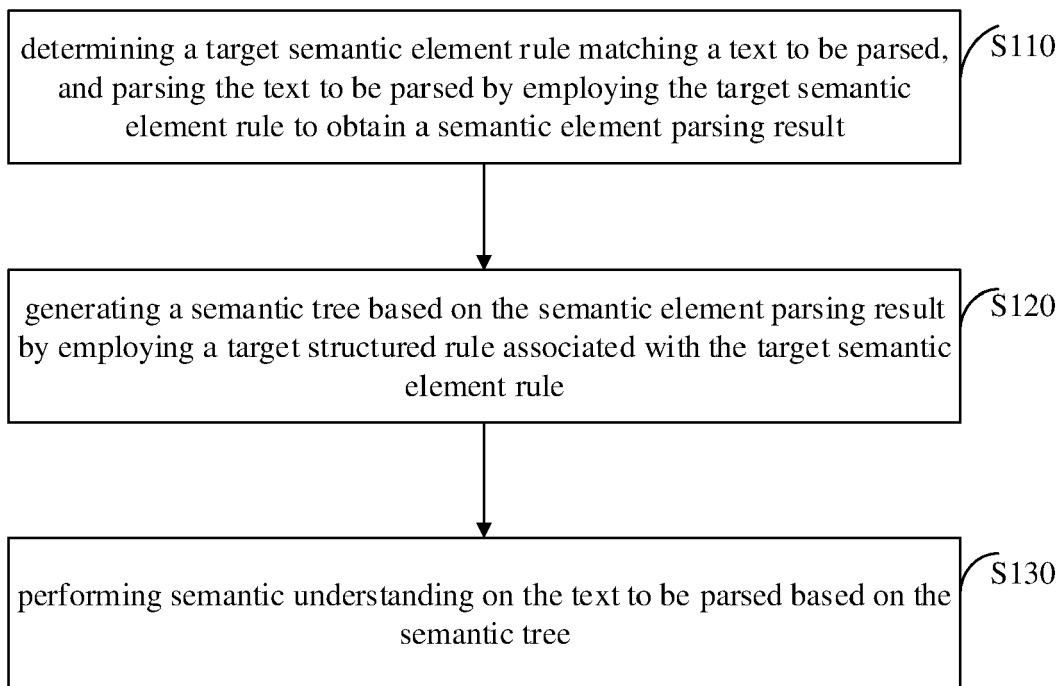 determining a target semantic element rule matching a text to be parsed,
and parsing the text to be parsed by employing the target semantic
element rule to obtain a semantic element parsing result
S110
generating a semantic tree based on the semantic element parsing result
by employing a target structured rule associated with the target semantic
element rule
S120
performing semantic understanding on the text to be parsed based on the
semantic tree
S130